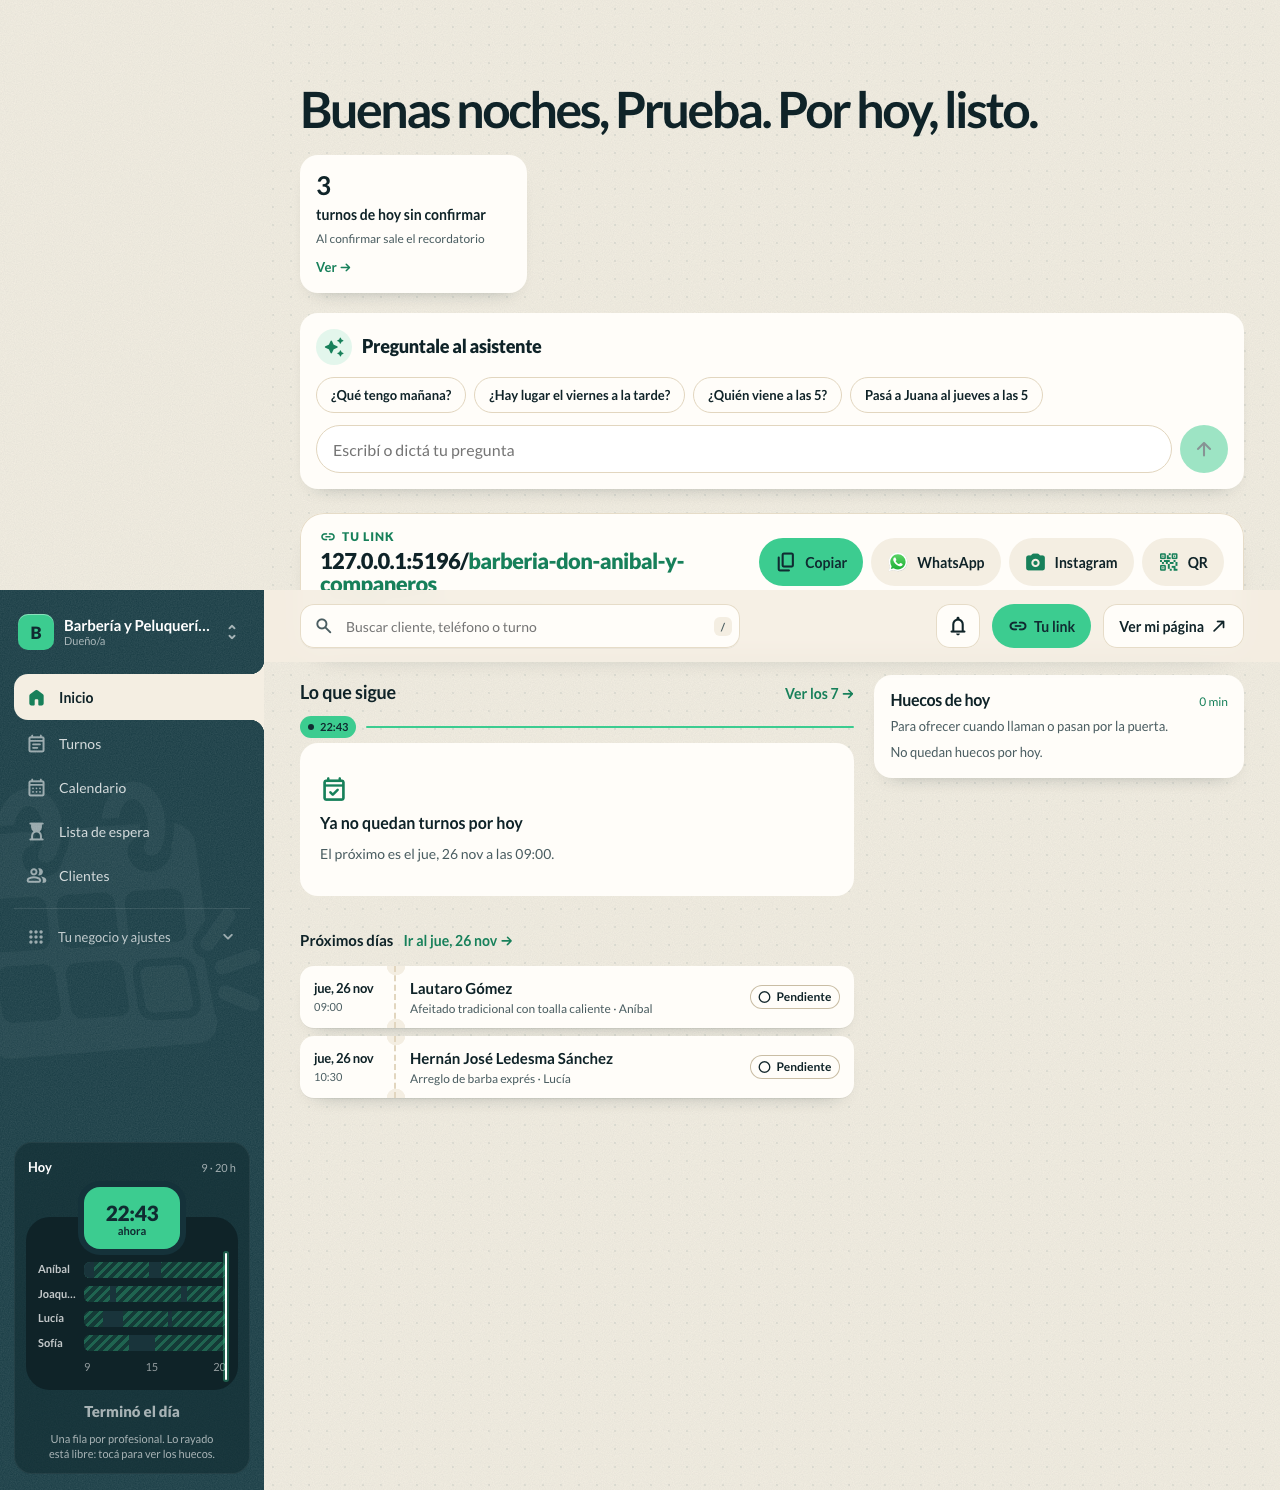 Buenas noches, Prueba. Por hoy, listo.
3
turnos de hoy sin confirmar
Al confirmar sale el recordatorio
Ver →
Preguntale al asistente
¿Qué tengo mañana?
¿Hay lugar el viernes a la tarde?
¿Quién viene a las 5?
Pasá a Juana al jueves a las 5
Escribí o dictá tu pregunta
TU LINK
127.0.0.1:5196/barberia-don-anibal-y-
companeros
Copiar
WhatsApp
Instagram
QR
B
Barbería y Peluquerí...
Dueño/a
Buscar cliente, teléfono o turno
/
Tu link
Ver mi página ↗
Inicio
Turnos
Calendario
Lista de espera
Clientes
Tu negocio y ajustes
Lo que sigue
Ver los 7 →
22:43
Ya no quedan turnos por hoy
El próximo es el jue, 26 nov a las 09:00.
Huecos de hoy
0 min
Para ofrecer cuando llaman o pasan por la puerta.
No quedan huecos por hoy.
Próximos días
Ir al jue, 26 nov →
jue, 26 nov
09:00
Lautaro Gómez
Afeitado tradicional con toalla caliente · Aníbal
Pendiente
jue, 26 nov
10:30
Hernán José Ledesma Sánchez
Arreglo de barba exprés · Lucía
Pendiente
Hoy
9 · 20 h
22:43
ahora
Aníbal
Joaqu...
Lucía
Sofía
9 15 20
Terminó el día
Una fila por profesional. Lo rayado
está libre: tocá para ver los huecos.